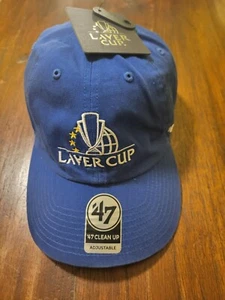 LAVER
CUP
LAVER CUP
47
'47 CLEAN UP
ADJUSTABLE